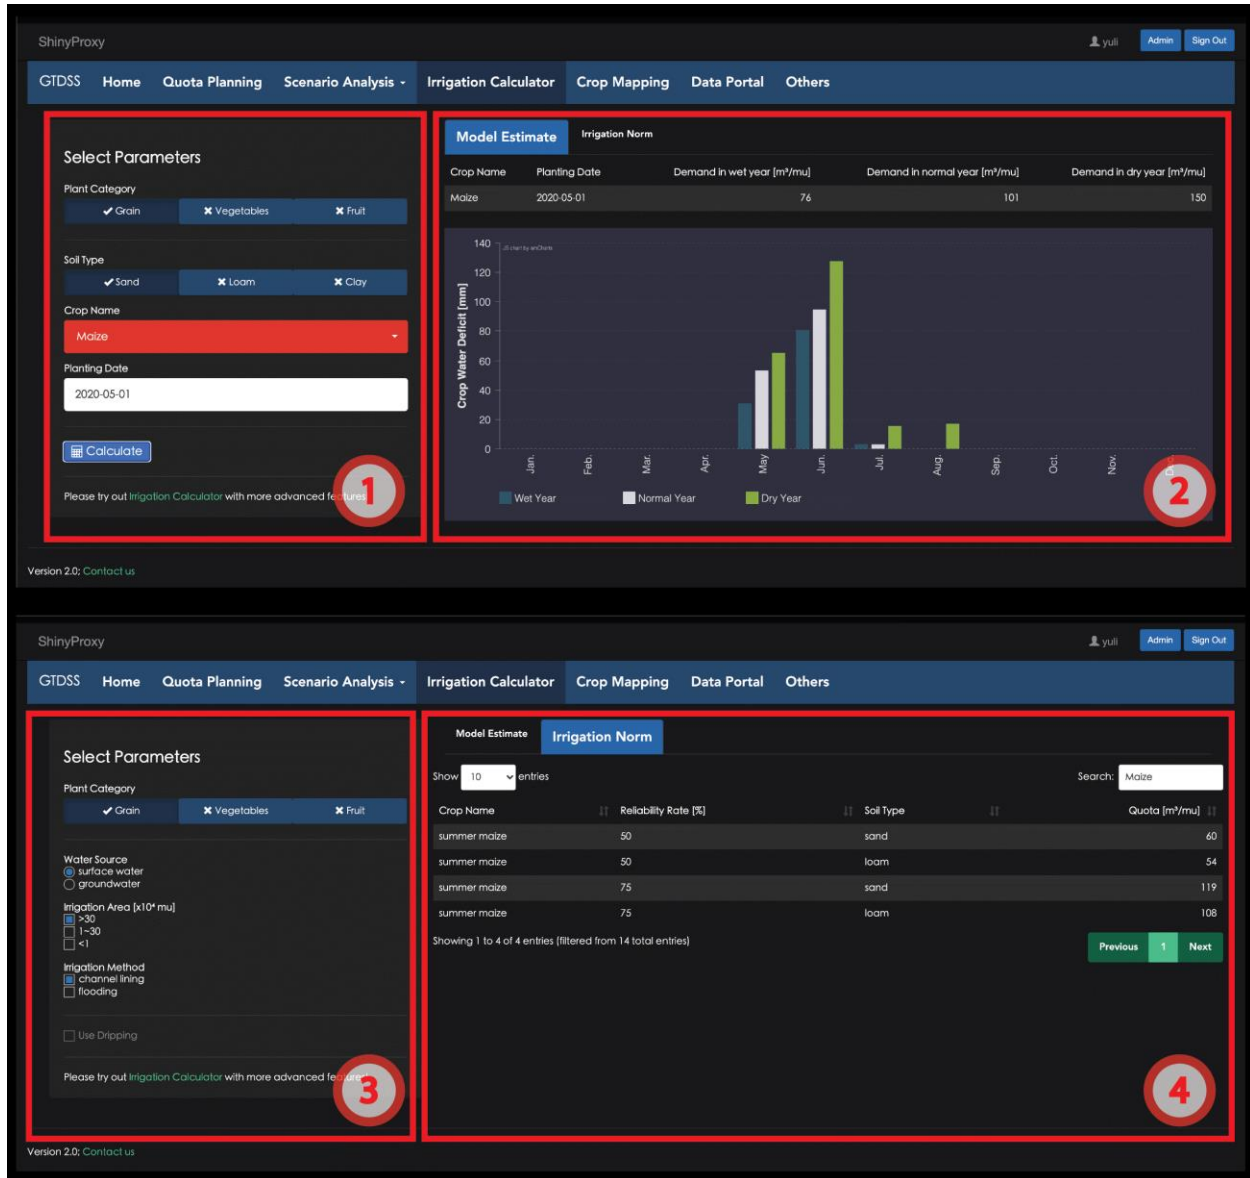 ShinyProxy
yuli Admin Sign Out
GTDSS Home Quota Planning Scenario Analysis Irrigation Calculator Crop Mapping Data Portal Others
Select Parameters
Plant Category
Grain Vegetables Fruit
Soil Type
Sand Loam Clay
Crop Name
Maize
Planting Date
2020-05-01
Calculate
Please try out Irrigation Calculator with more advanced features
1
Model Estimate Irrigation Norm
Crop Name Planting Date Demand in wet year [m³/mu] Demand in normal year [m³/mu] Demand in dry year [m³/mu]
Maize 2020-05-01 76 101 150
JS chart by amCharts
Crop Water Deficit [mm]
140
120
100
80
60
40
20
0
Jan. Feb. Mar. Apr. May Jun. Jul. Aug. Sep. Oct. Nov.
Wet Year Normal Year Dry Year
2
Version 2.0; Contact us
ShinyProxy
yuli Admin Sign Out
GTDSS Home Quota Planning Scenario Analysis Irrigation Calculator Crop Mapping Data Portal Others
Select Parameters
Plant Category
Grain Vegetables Fruit
Water Source
surface water
groundwater
Irrigation Area [x10⁴ mu]
>30
1~30
<1
Irrigation Method
channel lining
flooding
Use Dripping
Please try out Irrigation Calculator with more advanced
3
Model Estimate Irrigation Norm
Show 10 entries
Search: Maize
Crop Name Reliability Rate [%] Soil Type Quota [m³/mu]
summer maize 50 sand 60
summer maize 50 loam 54
summer maize 75 sand 119
summer maize 75 loam 108
Showing 1 to 4 of 4 entries (filtered from 14 total entries)
Previous 1 Next
4
Version 2.0; Contact us